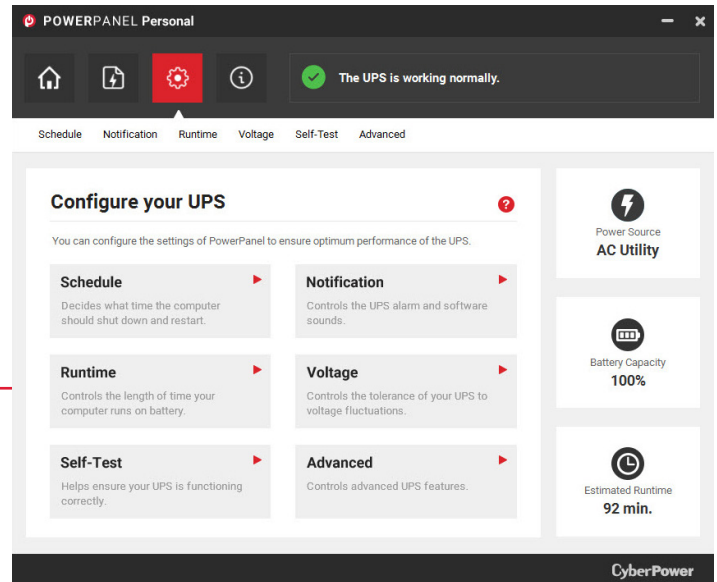 POWERPANEL Personal
The UPS is working normally.
Schedule Notification Runtime Voltage Self-Test Advanced
Configure your UPS
?
You can configure the settings of PowerPanel to ensure optimum performance of the UPS.
Schedule
Decides what time the computer
should shut down and restart.
Notification
Controls the UPS alarm and software
sounds.
Runtime
Controls the length of time your
computer runs on battery.
Voltage
Controls the tolerance of your UPS to
voltage fluctuations.
Self-Test
Helps ensure your UPS is functioning
correctly.
Advanced
Controls advanced UPS features.
Power Source
AC Utility
Battery Capacity
100%
Estimated Runtime
92 min.
CyberPower